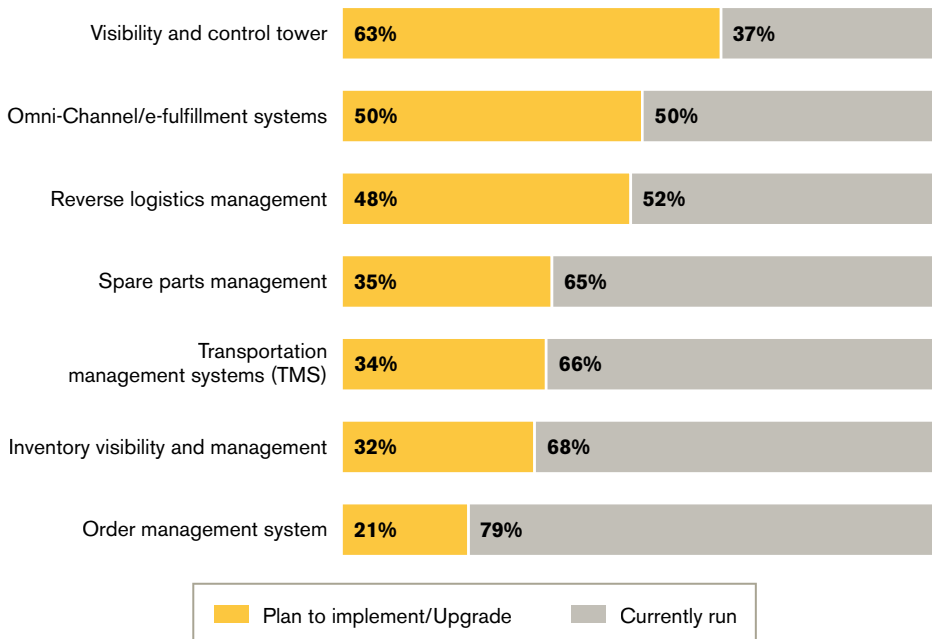 Visibility and control tower 63% 37%
Omni-Channel/e-fulfillment systems 50% 50%
Reverse logistics management 48% 52%
Spare parts management 35% 65%
Transportation
management systems (TMS) 34% 66%
Inventory visibility and management 32% 68%
Order management system 21% 79%
Plan to implement/Upgrade Currently run